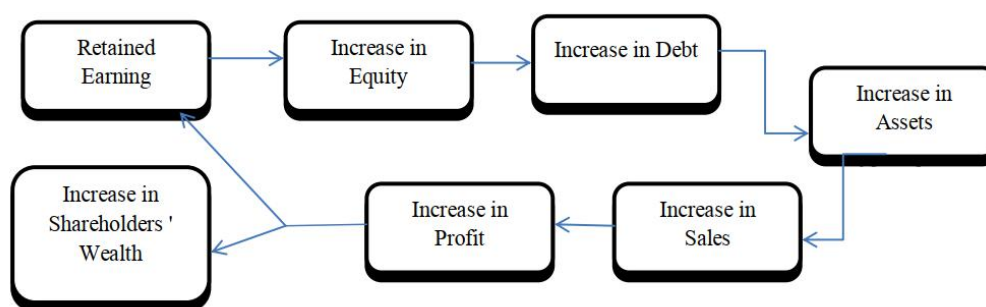 Retained
Earning
Increase in
Equity
Increase in Debt
Increase in
Assets
Increase in
Sales
Increase in
Profit
Increase in
Shareholders '
Wealth